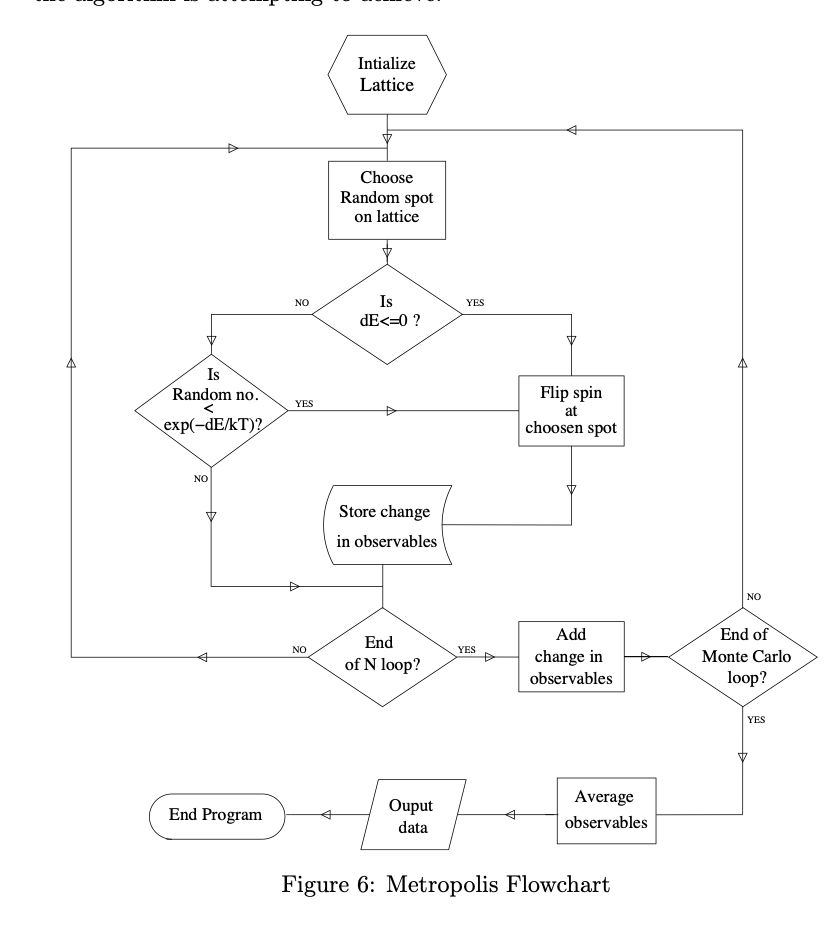 the algorithm is attempting to achieve.
Intialize
Lattice
Choose
Random spot
on lattice
Is
dE<=0 ?
NO
YES
Is
Random no.
<
exp(−dE/kT)?
YES
NO
Flip spin
at
choosen spot
Store change
in observables
End
of N loop?
NO
YES
Add
change in
observables
End of
Monte Carlo
loop?
NO
YES
Average
observables
Ouput
data
End Program
Figure 6: Metropolis Flowchart